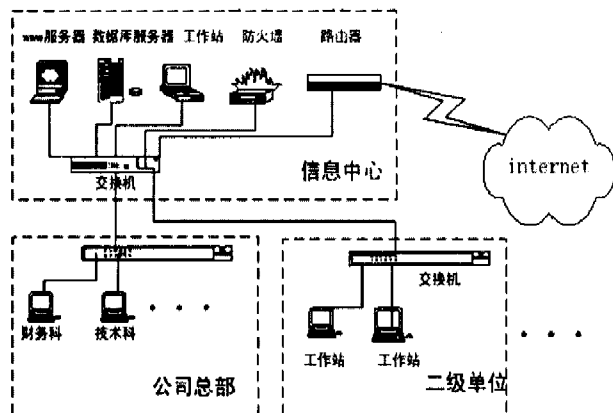 www服务器 数据库服务器 工作站 防火墙 路由器
交换机
信息中心
internet
交换机
财务科 技术科
工作站 工作站
公司总部
二级单位